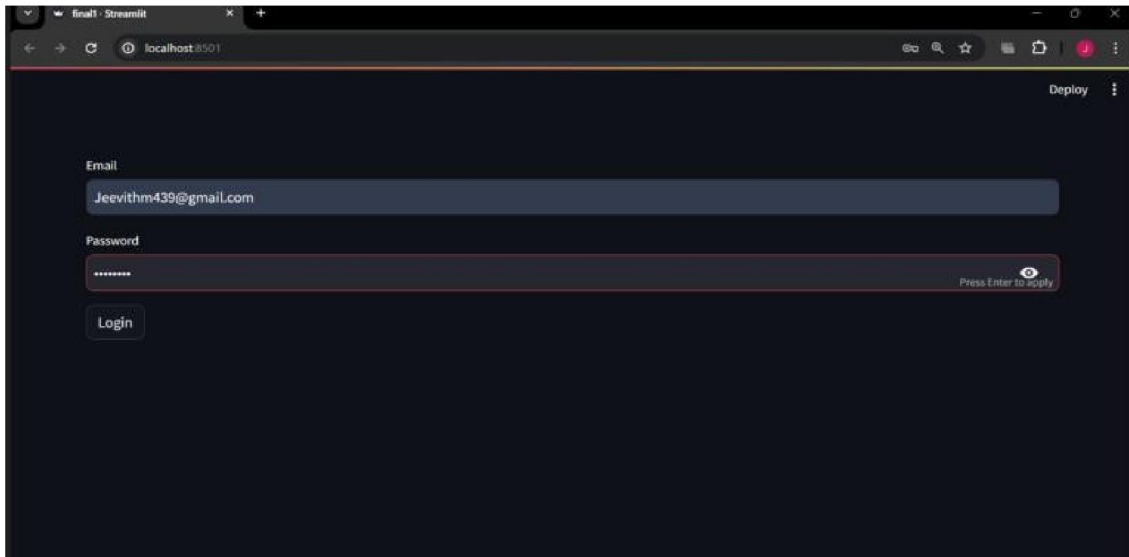 final1 · Streamlit
localhost:8501
J
Deploy
Email
Jeevithm439@gmail.com
Password
••••••••
Press Enter to apply
Login